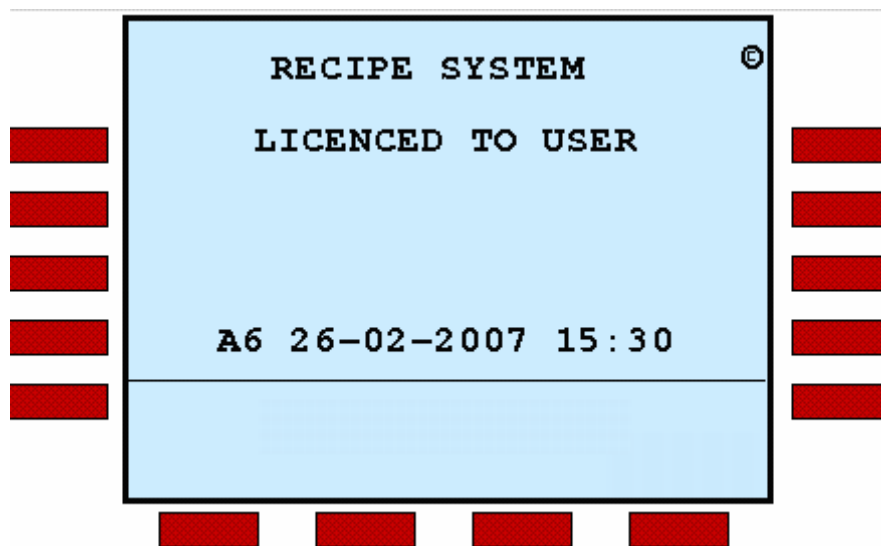 RECIPE SYSTEM ©
LICENCED TO USER
A6 26-02-2007 15:30